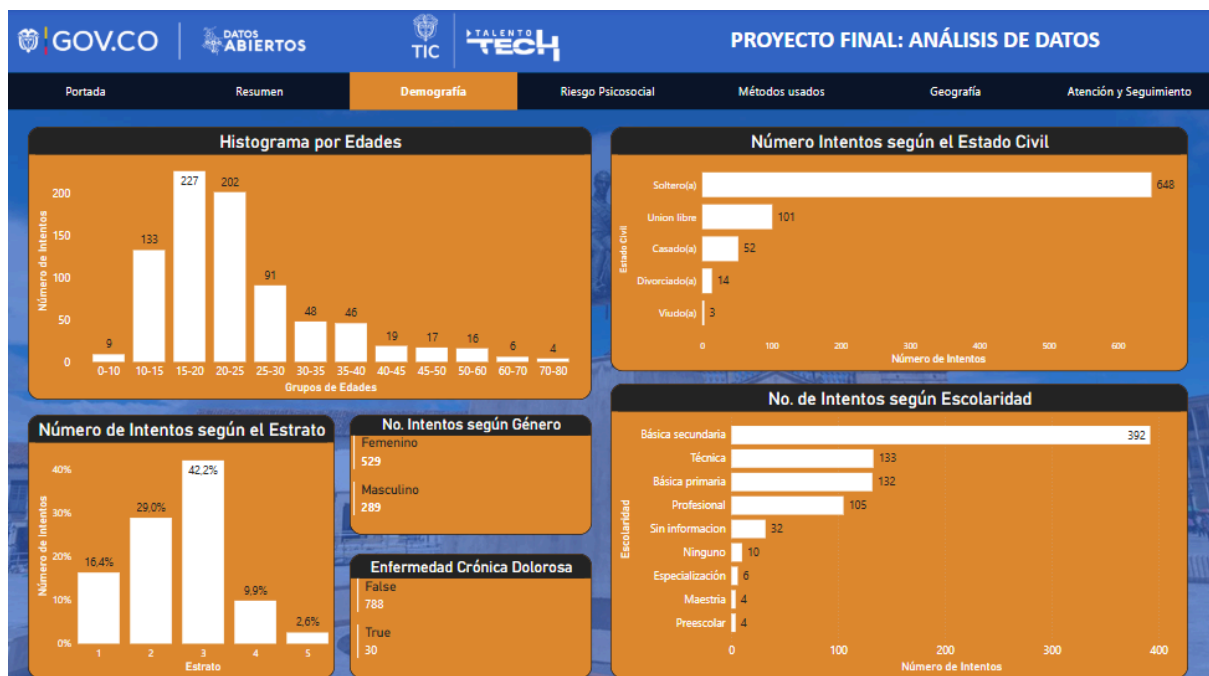 GOV.CO
DATOS
ABIERTOS
TIC
TALENTO
TECH
PROYECTO FINAL: ANÁLISIS DE DATOS
Portada
Resumen
Demografía
Riesgo Psicosocial
Métodos usados
Geografía
Atención y Seguimiento
Histograma por Edades
Número de Intentos
200
150
100
50
0
9
133
227
202
91
48
46
19
17
16
6
4
0-10
10-15
15-20
20-25
25-30
30-35
35-40
40-45
45-50
50-60
60-70
70-80
Grupos de Edades
Número Intentos según el Estado Civil
Estado Civil
Soltero(a)
648
Union libre
101
Casado(a)
52
Divorciado(a)
14
Viudo(a)
3
0
100
200
300
400
500
600
Número de Intentos
Número de Intentos según el Estrato
Número de Intentos
40%
30%
20%
10%
0%
16,4%
29,0%
42,2%
9,9%
2,6%
1
2
3
4
5
Estrato
No. Intentos según Género
Femenino
529
Masculino
289
Enfermedad Crónica Dolorosa
False
788
True
30
No. de Intentos según Escolaridad
Escolaridad
Básica secundaria
392
Técnica
133
Básica primaria
132
Profesional
105
Sin informacion
32
Ninguno
10
Especialización
6
Maestria
4
Preescolar
4
0
100
200
300
400
Número de Intentos